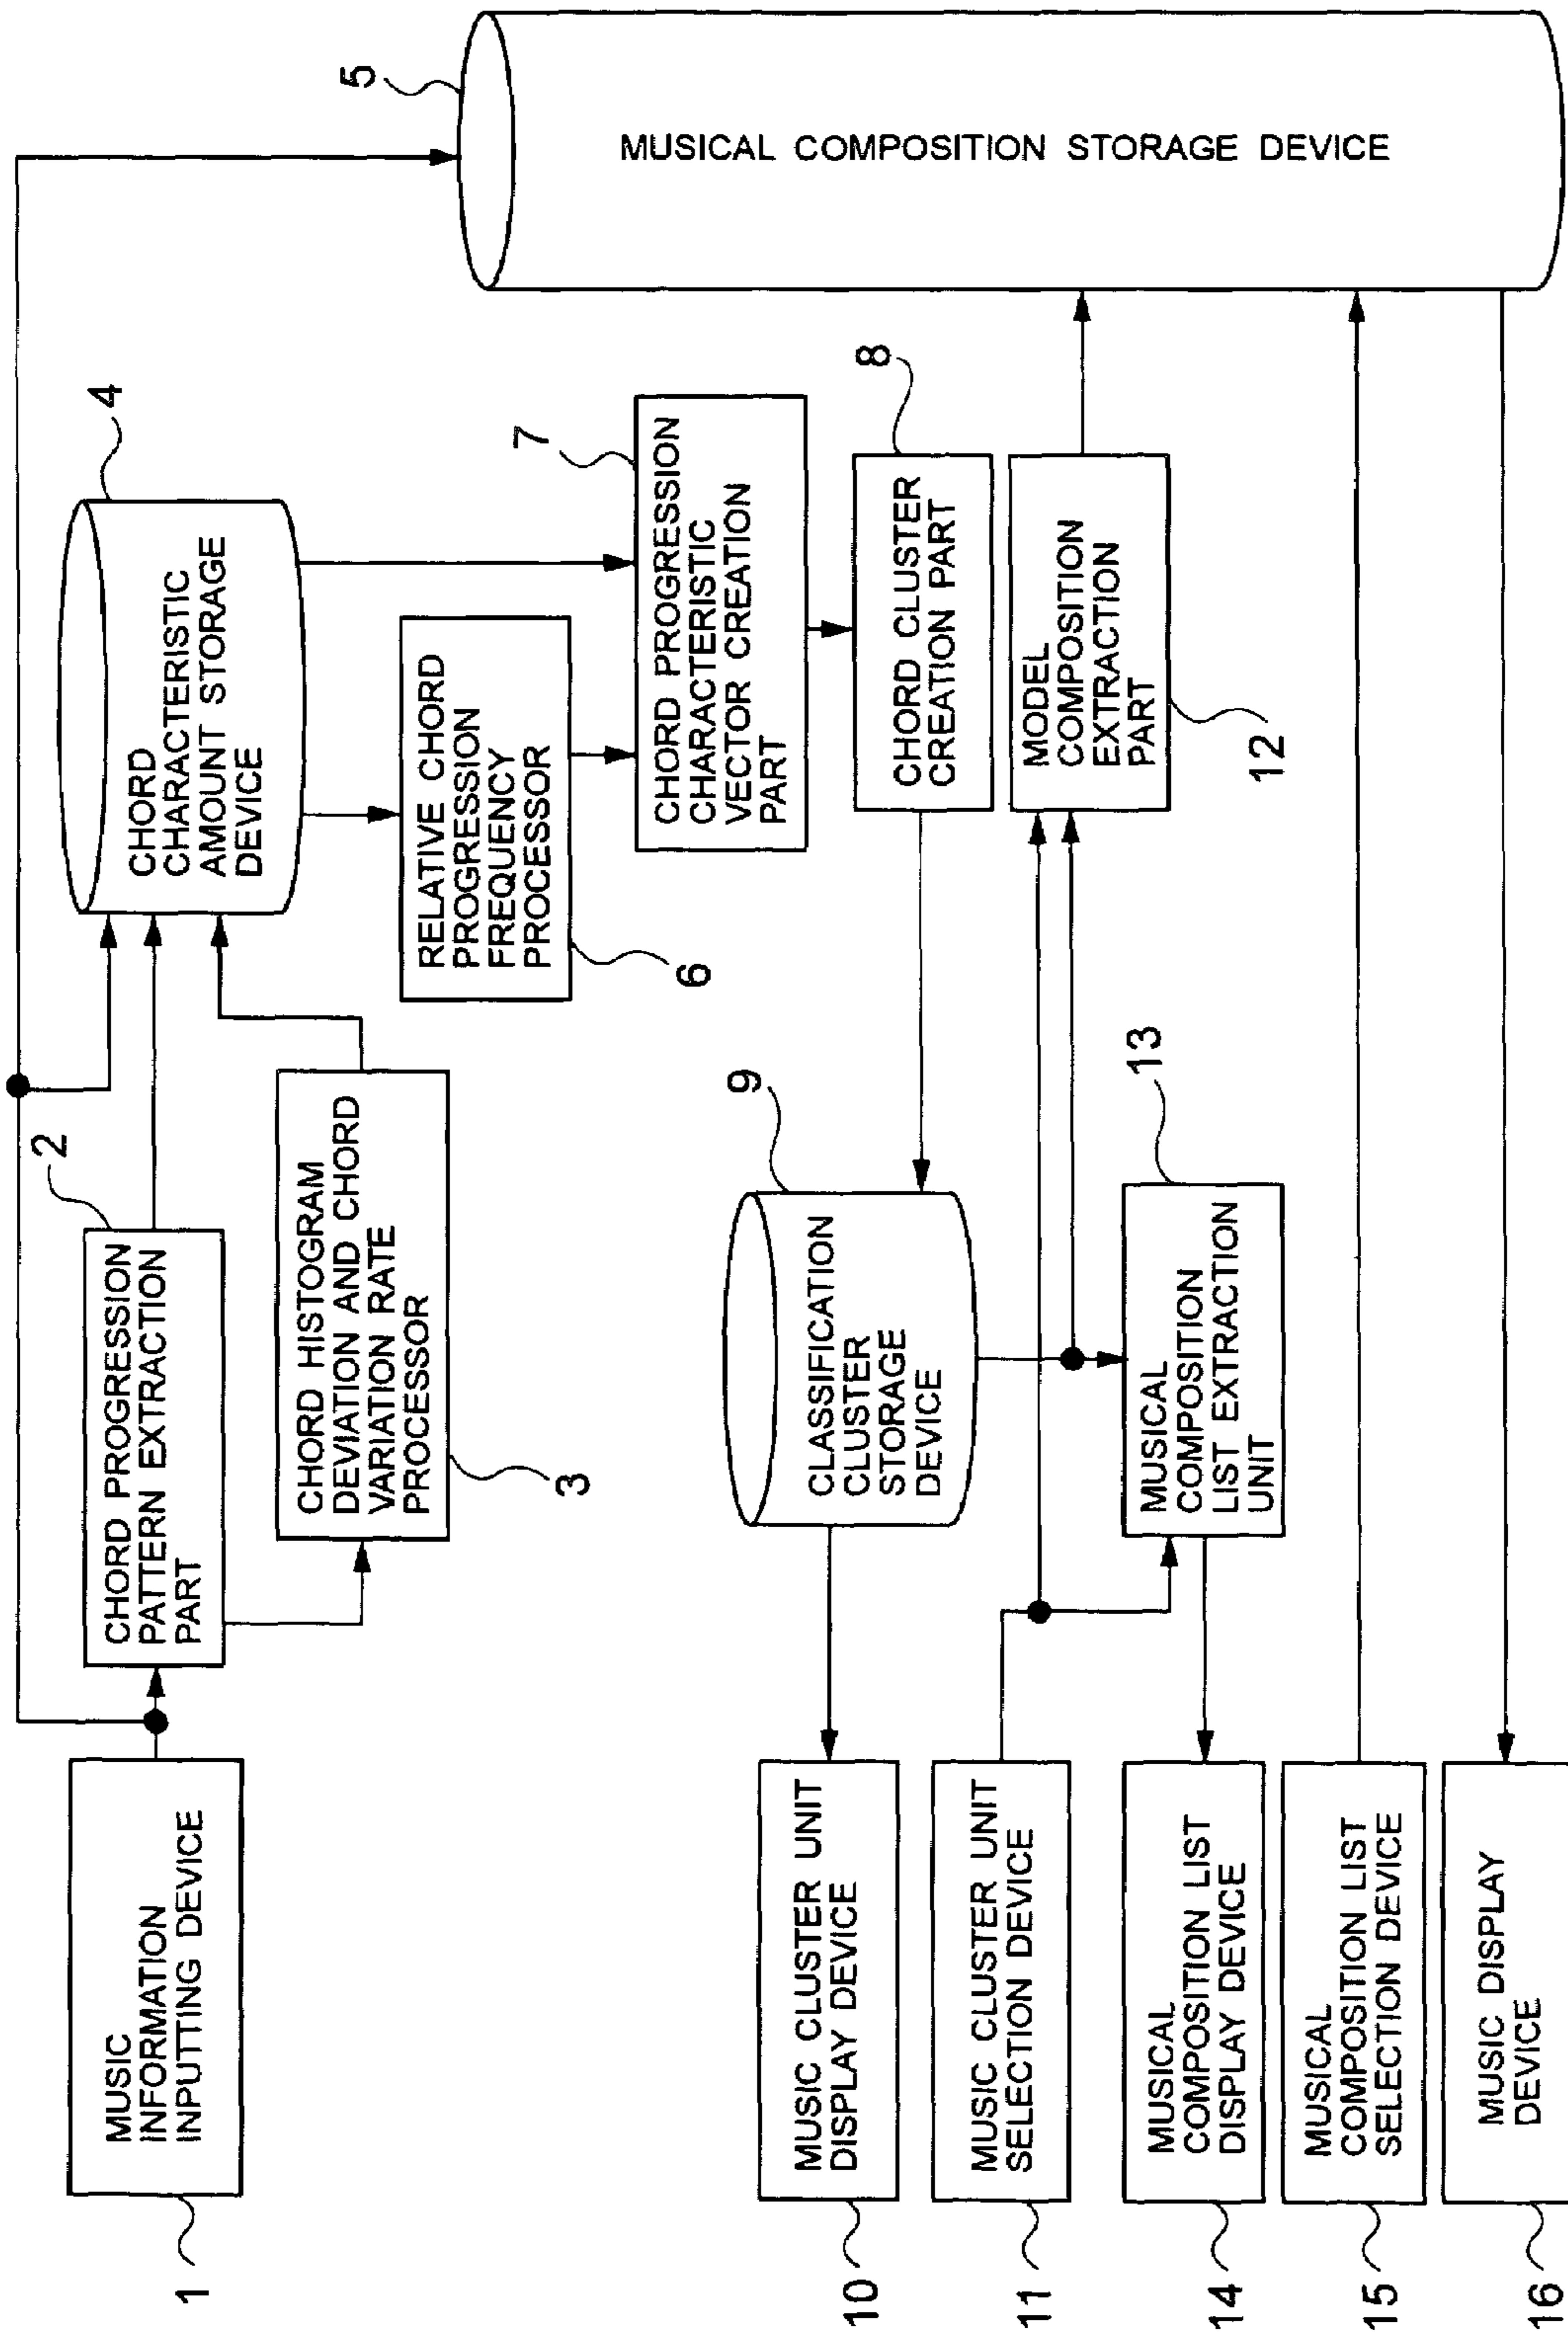 1
MUSIC
INFORMATION
INPUTTING DEVICE
2
CHORD PROGRESSION
PATTERN EXTRACTION
PART
3
CHORD HISTOGRAM
DEVIATION AND CHORD
VARIATION RATE
PROCESSOR
4
CHORD
CHARACTERISTIC
AMOUNT STORAGE
DEVICE
5
MUSICAL COMPOSITION STORAGE DEVICE
6
RELATIVE CHORD
PROGRESSION
FREQUENCY
PROCESSOR
7
CHORD PROGRESSION
CHARACTERISTIC
VECTOR CREATION
PART
8
CHORD CLUSTER
CREATION PART
9
CLASSIFICATION
CLUSTER
STORAGE
DEVICE
10
MUSIC CLUSTER UNIT
DISPLAY DEVICE
11
MUSIC CLUSTER UNIT
SELECTION DEVICE
12
MODEL
COMPOSITION
EXTRACTION
PART
13
MUSICAL
COMPOSITION
LIST EXTRACTION
UNIT
14
MUSICAL
COMPOSITION LIST
DISPLAY DEVICE
15
MUSICAL
COMPOSITION LIST
SELECTION DEVICE
16
MUSIC DISPLAY
DEVICE